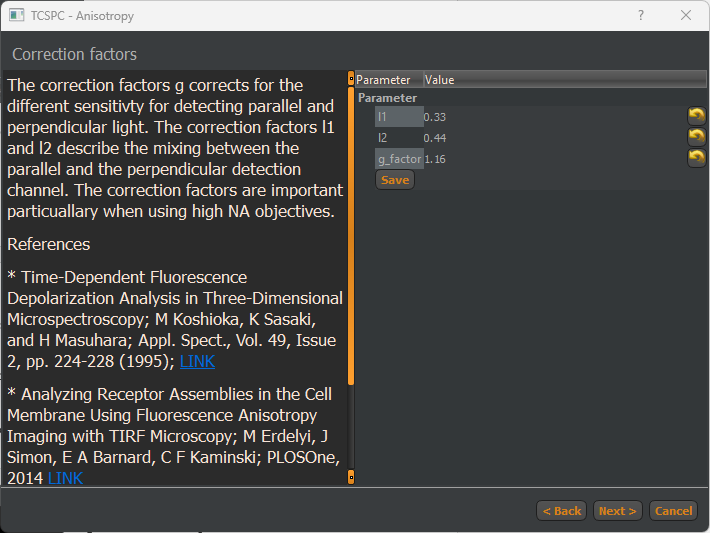 TCSPC - Anisotropy
?
Correction factors
The correction factors g corrects for the
different sensitivty for detecting parallel and
perpendicular light. The correction factors l1
and l2 describe the mixing between the
parallel and the perpendicular detection
channel. The correction factors are important
particuallary when using high NA objectives.
References
* Time-Dependent Fluorescence
Depolarization Analysis in Three-Dimensional
Microspectroscopy; M Koshioka, K Sasaki,
and H Masuhara; Appl. Spect., Vol. 49, Issue
2, pp. 224-228 (1995); LINK
* Analyzing Receptor Assemblies in the Cell
Membrane Using Fluorescence Anisotropy
Imaging with TIRF Microscopy; M Erdelyi, J
Simon, E A Barnard, C F Kaminski; PLOSOne,
2014 LINK
Parameter Value
Parameter
l1 0.33
l2 0.44
g_factor 1.16
Save
< Back Next > Cancel